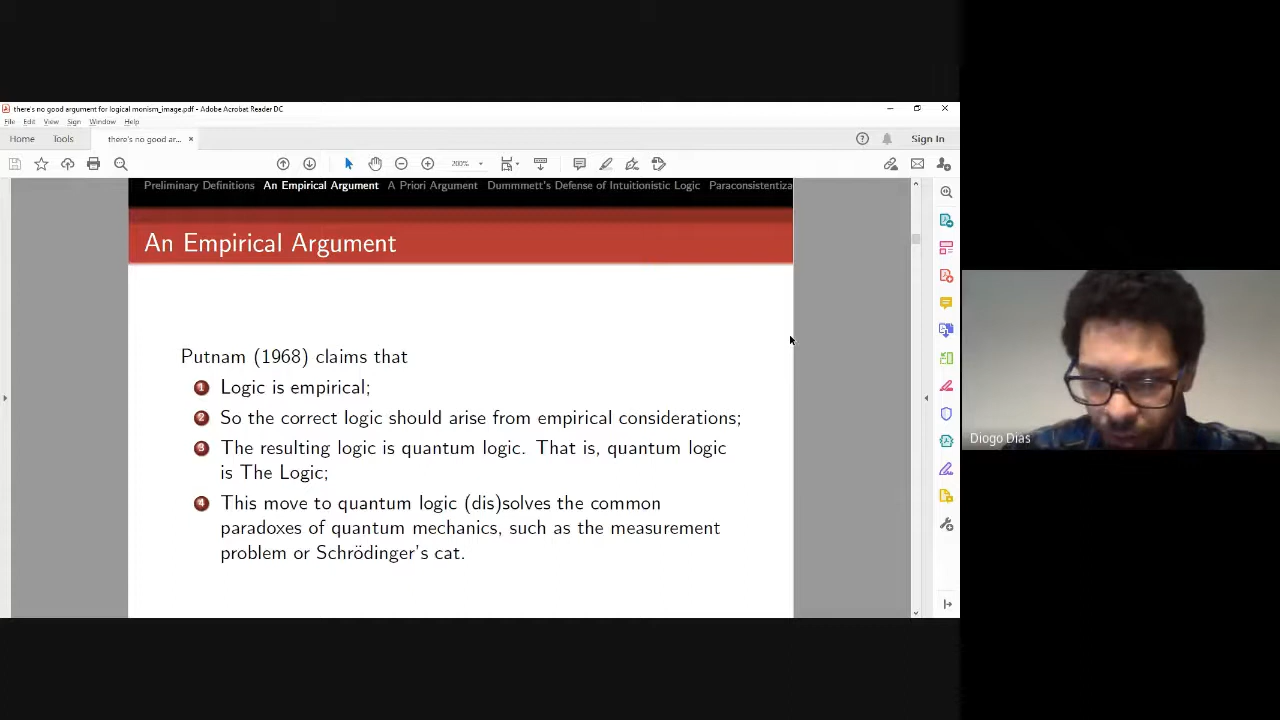 there's no good argument for logical monism_image.pdf - Adobe Acrobat Reader DC
File Edit View Sign Window Help
Home Tools there's no good ar... × Sign In
200%
Preliminary Definitions An Empirical Argument A Priori Argument Dummmett's Defense of Intuitionistic Logic Paraconsistentiza
An Empirical Argument
Putnam (1968) claims that
1 Logic is empirical;
2 So the correct logic should arise from empirical considerations;
3 The resulting logic is quantum logic. That is, quantum logic
is The Logic;
4 This move to quantum logic (dis)solves the common
paradoxes of quantum mechanics, such as the measurement
problem or Schrödinger's cat.
Diogo Dias